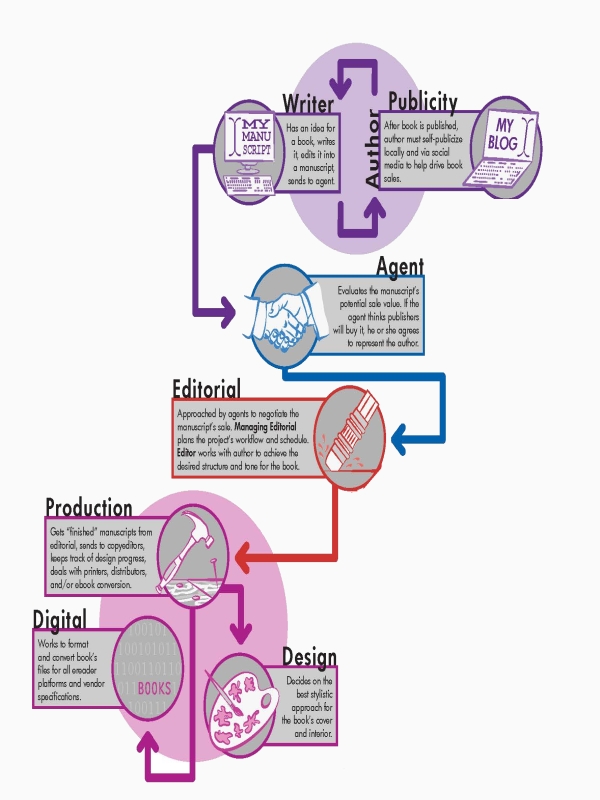 Writer
MY
MANU
SCRIPT
Has an idea for
a book, writes
it, edits it into
a manuscript,
sends to agent.
Author
Publicity
After book is published,
author must self-publicize
locally and via social
media to help drive book
sales.
MY
BLOG
Agent
Evaluates the manuscript's
potential sale value. If the
agent thinks publishers
will buy it, he or she agrees
to represent the author.
Editorial
Approached by agents to negotiate the
manuscript's sale. Managing Editorial
plans the project's workflow and schedule.
Editor works with author to achieve the
desired structure and tone for the book.
Production
Gets "finished" manuscripts from
editorial, sends to copyeditors,
keeps track of design progress,
deals with printers, distributors,
and/or ebook conversion.
Digital
Works to format
and convert book's
files for all ereader
platforms and vendor
specifications.
BOOKS
Design
Decides on the
best stylistic
approach for
the book's cover
and interior.